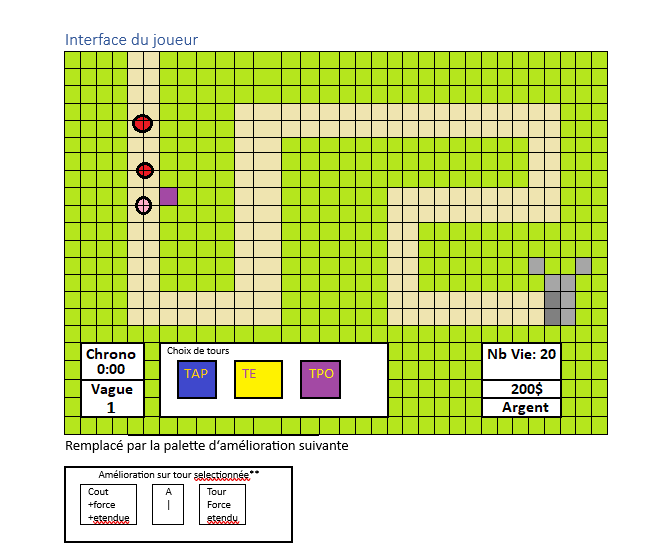 Interface du joueur
Chrono
0:00
Vague
1
Choix de tours
TAP
TE
TPO
Nb Vie: 20
200$
Argent
Remplacé par la palette d'amélioration suivante
Amélioration sur tour selectionnée**
Cout
+force
+etendue
A
|
Tour
Force
etendu